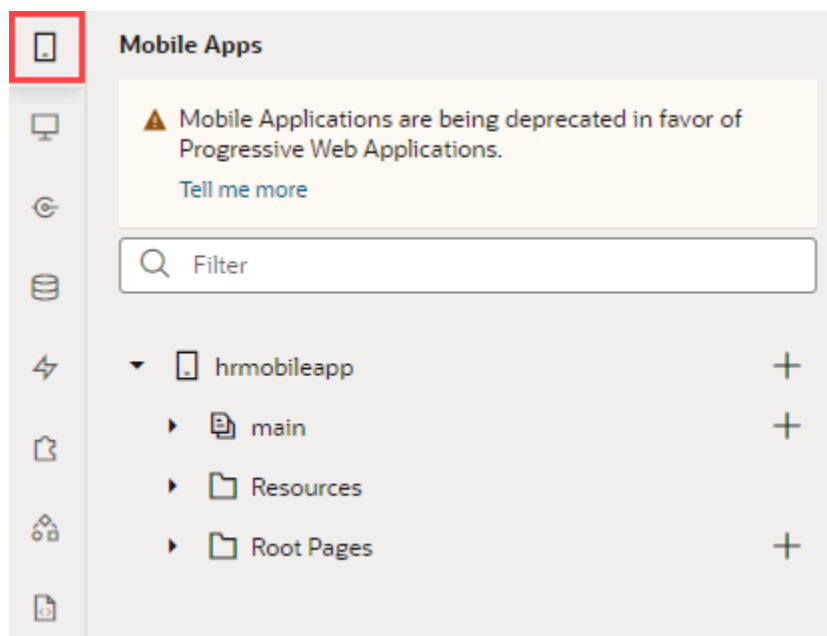 Mobile Apps
Mobile Applications are being deprecated in favor of
Progressive Web Applications.
Tell me more
Filter
hrmobileapp
main
Resources
Root Pages